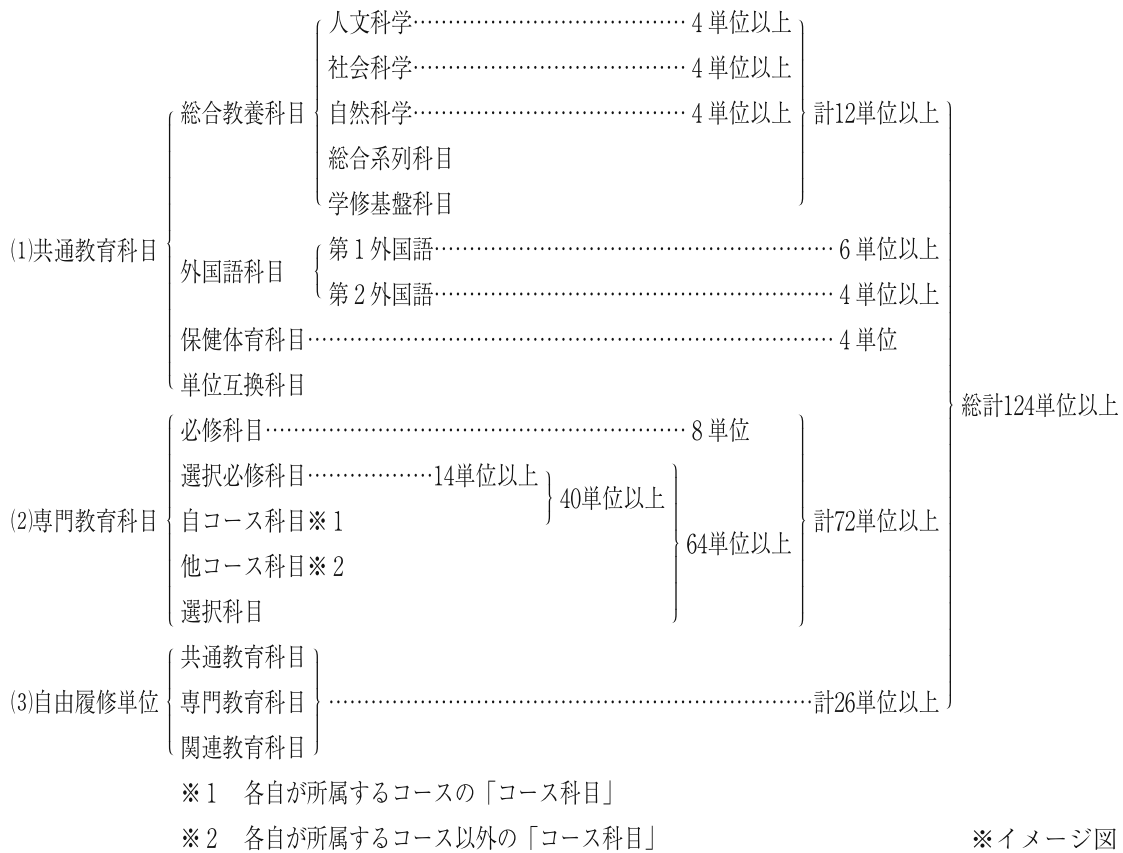 人文科学…………………………………4単位以上
社会科学…………………………………4単位以上
総合教養科目 自然科学…………………………………4単位以上 計12単位以上
総合系列科目
学修基盤科目
(1)共通教育科目
第1外国語…………………………………………………6単位以上
外国語科目
第2外国語…………………………………………………4単位以上
保健体育科目…………………………………………………………………4単位
単位互換科目
総計124単位以上
必修科目……………………………………………………8単位
選択必修科目………………14単位以上
40単位以上
(2)専門教育科目 自コース科目※1 計72単位以上
64単位以上
他コース科目※2
選択科目
共通教育科目
(3)自由履修単位 専門教育科目 ……………………………………………………………計26単位以上
関連教育科目
※1 各自が所属するコースの「コース科目」
※2 各自が所属するコース以外の「コース科目」 ※イメージ図